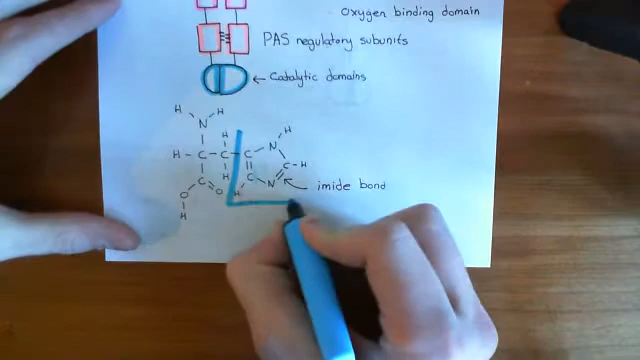 Oxygen binding domain
PAS regulatory subunits
Catalytic domains
H
H
N
H
H
N
H
C
C
C
C
H
H
C
N
imide bond
C
O
O
H
H